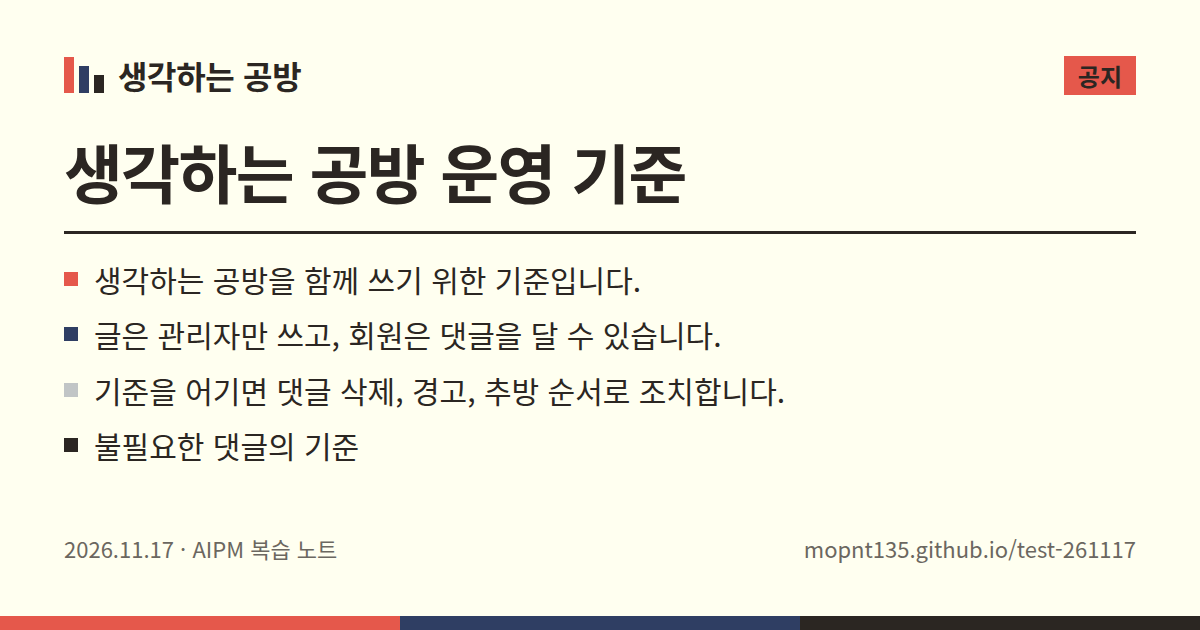 생각하는 공방
공지
생각하는 공방 운영 기준
생각하는 공방을 함께 쓰기 위한 기준입니다.
글은 관리자만 쓰고, 회원은 댓글을 달 수 있습니다.
기준을 어기면 댓글 삭제, 경고, 추방 순서로 조치합니다.
불필요한 댓글의 기준
2026.11.17 · AIPM 복습 노트
mopnt135.github.io/test-261117